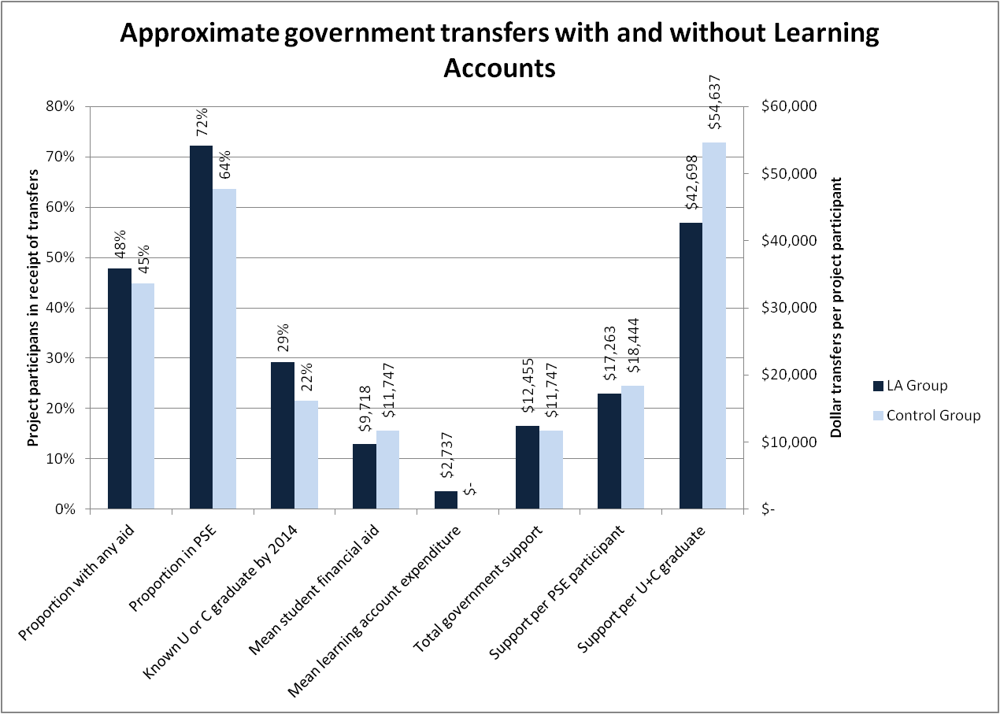 Approximate government transfers with and without Learning
Accounts
Project participans in receipt of transfers
80%
70%
60%
50%
40%
30%
20%
10%
0%
48%
45%
72%
64%
29%
22%
$9,718
$11,747
$2,737
$-
$12,455
$11,747
$17,263
$18,444
$42,698
$54,637
$60,000
$50,000
$40,000
$30,000
$20,000
$10,000
$-
Dollar transfers per project participant
LA Group
Control Group
Proportion with any aid
Proportion in PSE
Known U or C graduate by 2014
Mean student financial aid
Mean learning account expenditure
Total government support
Support per PSE participant
Support per U+C graduate